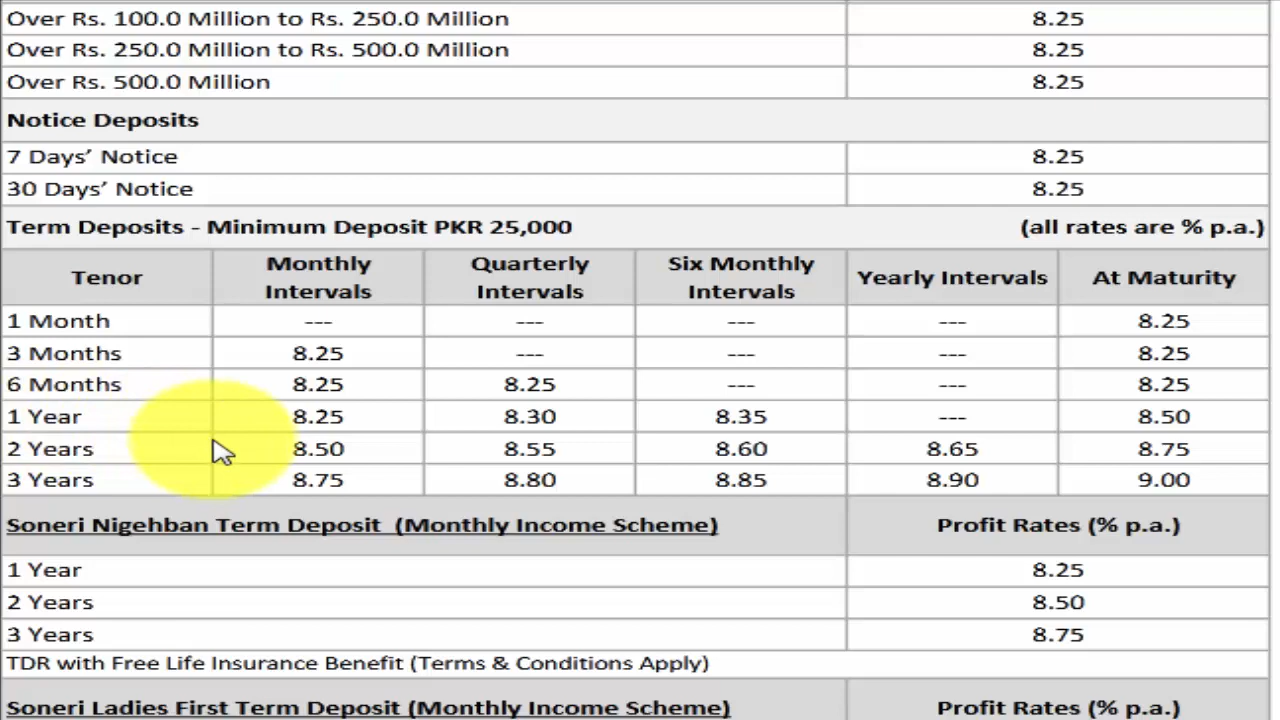 Over Rs. 100.0 Million to Rs. 250.0 Million 8.25
Over Rs. 250.0 Million to Rs. 500.0 Million 8.25
Over Rs. 500.0 Million 8.25
Notice Deposits
7 Days’ Notice 8.25
30 Days’ Notice 8.25
Term Deposits - Minimum Deposit PKR 25,000 (all rates are % p.a.)
Tenor Monthly Intervals Quarterly Intervals Six Monthly Intervals Yearly Intervals At Maturity
1 Month --- --- --- --- 8.25
3 Months 8.25 --- --- --- 8.25
6 Months 8.25 8.25 --- --- 8.25
1 Year 8.25 8.30 8.35 --- 8.50
2 Years 8.50 8.55 8.60 8.65 8.75
3 Years 8.75 8.80 8.85 8.90 9.00
Soneri Nigehban Term Deposit (Monthly Income Scheme) Profit Rates (% p.a.)
1 Year 8.25
2 Years 8.50
3 Years 8.75
TDR with Free Life Insurance Benefit (Terms & Conditions Apply)
Soneri Ladies First Term Deposit (Monthly Income Scheme) Profit Rates (% p.a.)